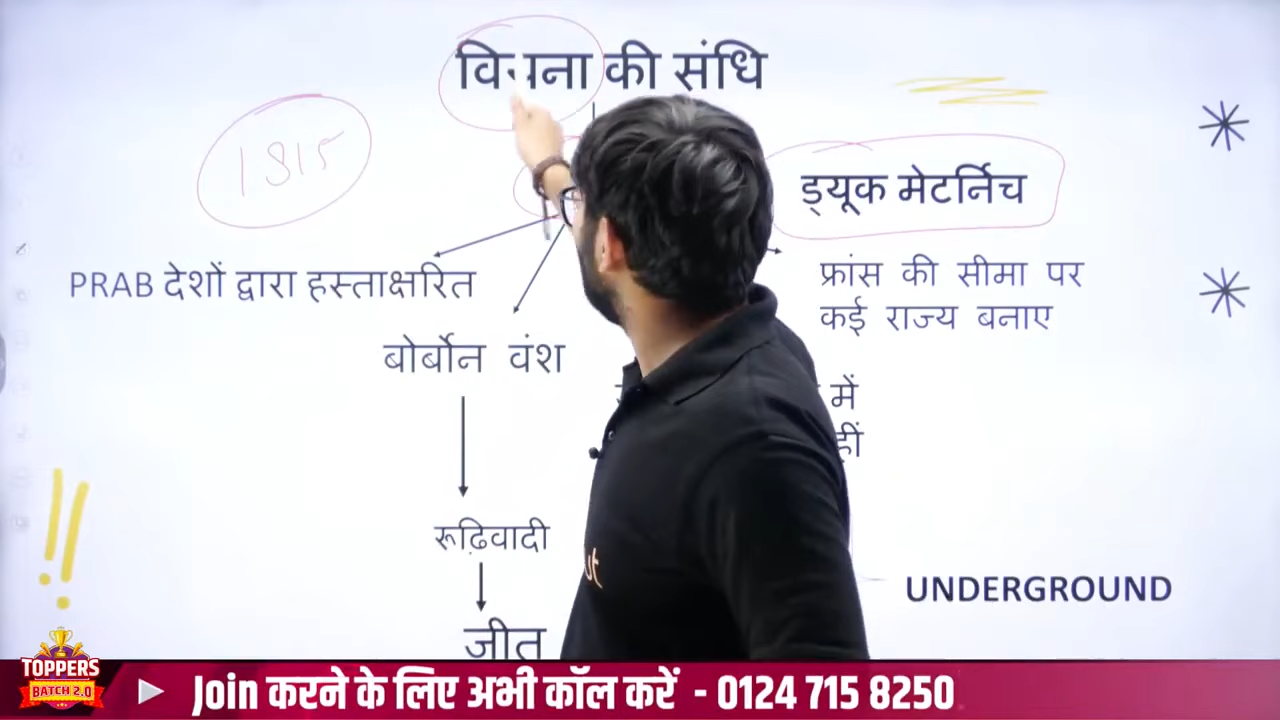 की संधि
1815
ड्यूक मेटर्निच
PRAB देशों द्वारा हस्ताक्षरित
फ्रांस की सीमा पर
कई राज्य बनाए
बोर्बोन वंश
में
रूढ़िवादी
UNDERGROUND
जीत
TOPPERS
BATCH 2.0
Join करने के लिए अभी कॉल करें - 0124 715 8250